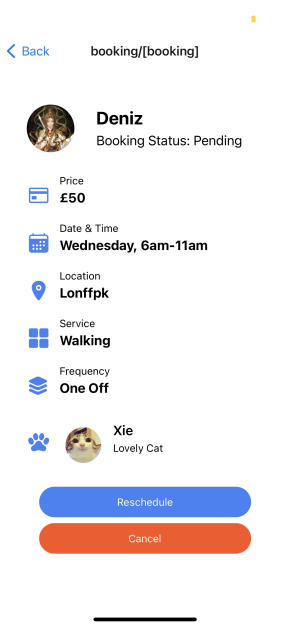 Back
booking/[booking]
Deniz
Booking Status: Pending
Price
£50
Date & Time
Wednesday, 6am-11am
Location
Lonffpk
Service
Walking
Frequency
One Off
Xie
Lovely Cat
Reschedule
Cancel